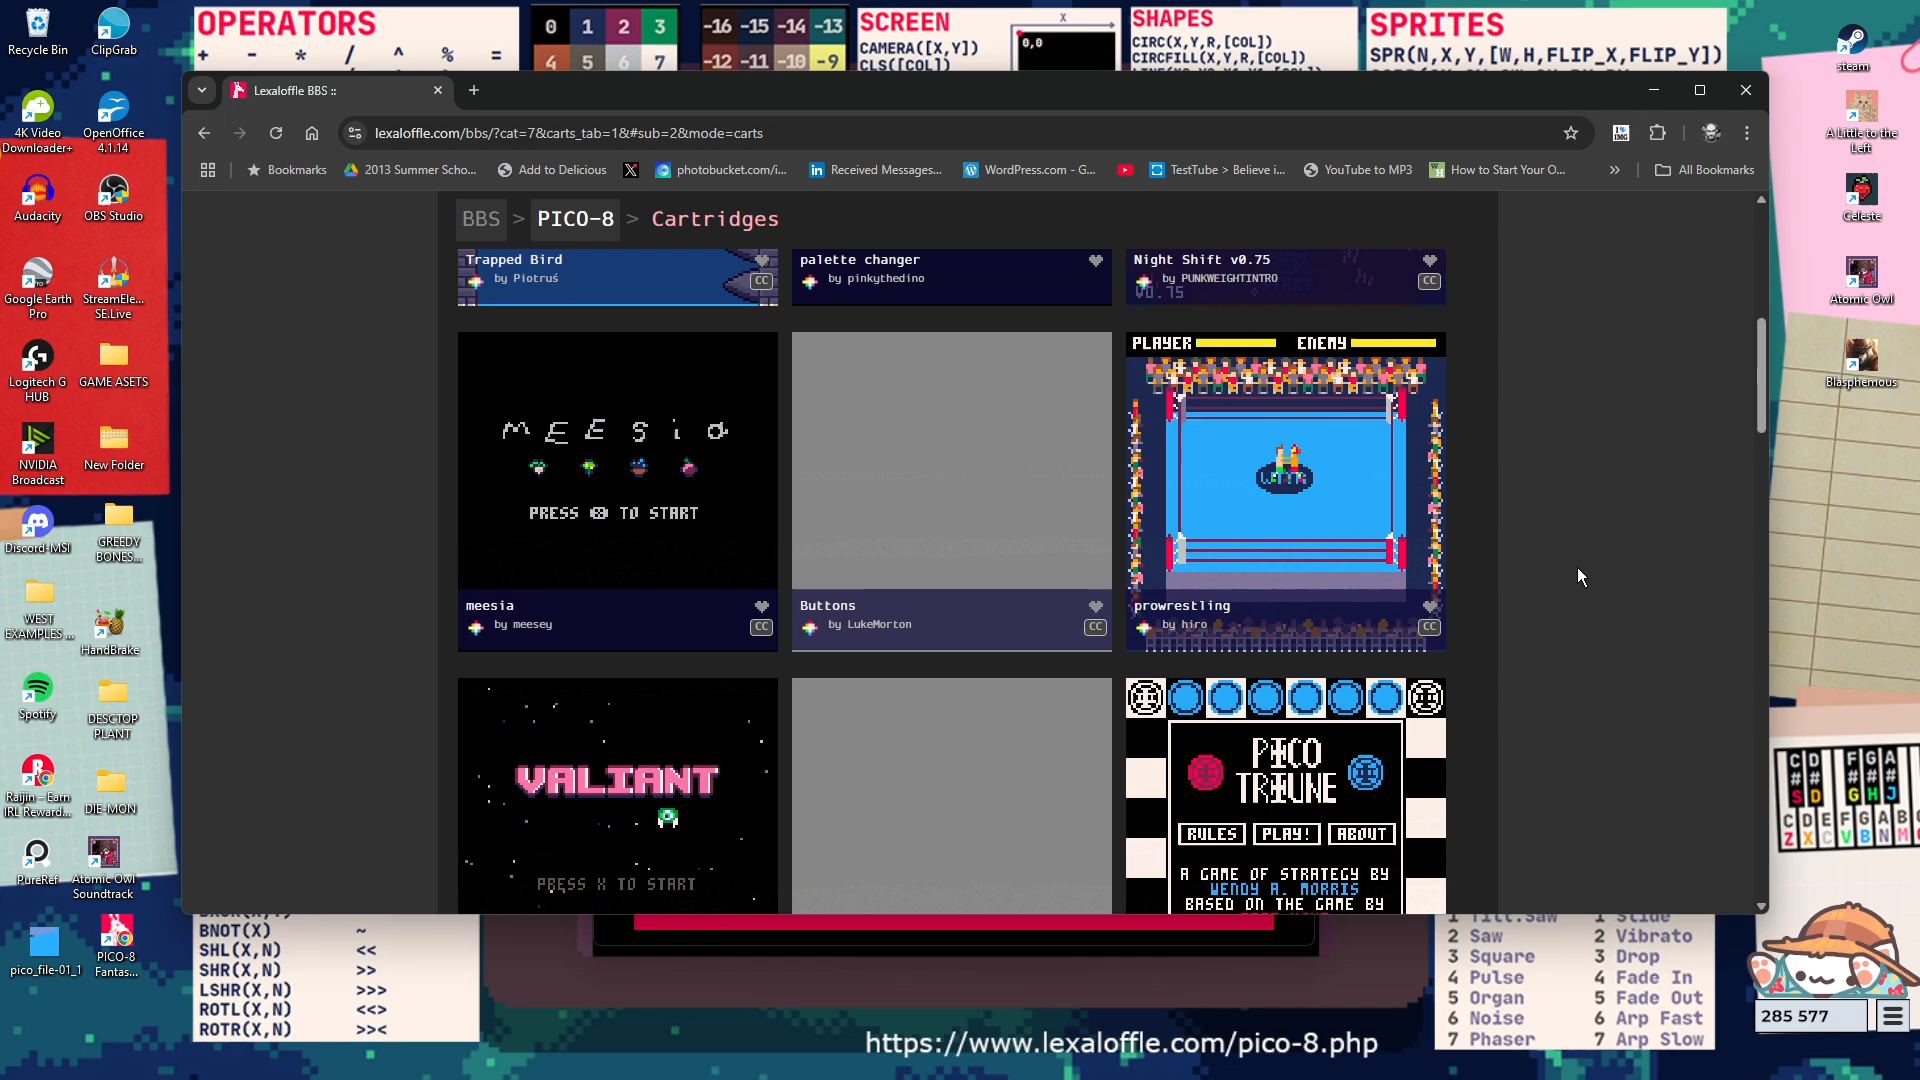 OPERATORS
+ - * / ^ % =
0 1 2 3
4 5 6 7
-16 -15 -14 -13
-12 -11 -10 -9
SCREEN
CAMERA([X,Y])
CLS([COL])
X
0,0
SHAPES
CIRC(X,Y,R,[COL])
CIRCFILL(X,Y,R,[COL])
SPRITES
SPR(N,X,Y,[W,H,FLIP_X,FLIP_Y])
Recycle Bin
ClipGrab
4K Video Downloader+
OpenOffice 4.1.14
Audacity
OBS Studio
Google Earth Pro
StreamEle... SE.Live
Logitech G HUB
GAME ASETS
NVIDIA Broadcast
New Folder
Discord-MSI
GREEDY BONES...
WEST EXAMPLES ...
HandBrake
Spotify
DESCTOP PLANT
Raijin – Earn IRL Reward...
DIE-MON
PureRef
Atomic Owl Soundtrack
pico_file-01_1
PICO-8 Fantas...
steam
A Little to the Left
Celeste
Atomic Owl
Blasphemous
Lexaloffle BBS ::
lexaloffle.com/bbs/?cat=7&carts_tab=1&#sub=2&mode=carts
Bookmarks
2013 Summer Scho...
Add to Delicious
photobucket.com/i...
Received Messages...
WordPress.com - G...
TestTube > Believe i...
YouTube to MP3
How to Start Your O...
»
All Bookmarks
BBS > PICO-8 > Cartridges
Trapped Bird
by Piotruś
CC
palette changer
by pinkythedino
Night Shift v0.75
by PUNKWEIGHTINTRO
V0.75
CC
mEEsia
PRESS TO START
meesia
by meesey
CC
Buttons
by LukeMorton
CC
PLAYER ENEMY
prowrestling
by hiro
CC
VALIANT
PRESS X TO START
PICO TRIUNE
RULES PLAY! ABOUT
A GAME OF STRATEGY BY
WENDY A. MORRIS
BASED ON THE GAME BY
BNOT(X) ~
SHL(X,N) <<
SHR(X,N) >>
LSHR(X,N) >>>
ROTL(X,N) <<>
ROTR(X,N) >><
https://www.lexaloffle.com/pico-8.php
1 Tilt.Saw 1 Slide
2 Saw 2 Vibrato
3 Square 3 Drop
4 Pulse 4 Fade In
5 Organ 5 Fade Out
6 Noise 6 Arp Fast
7 Phaser 7 Arp Slow
C D F G A
# # # # #
S D G H J
C D E F G A B
Z X C V B N M
285 577